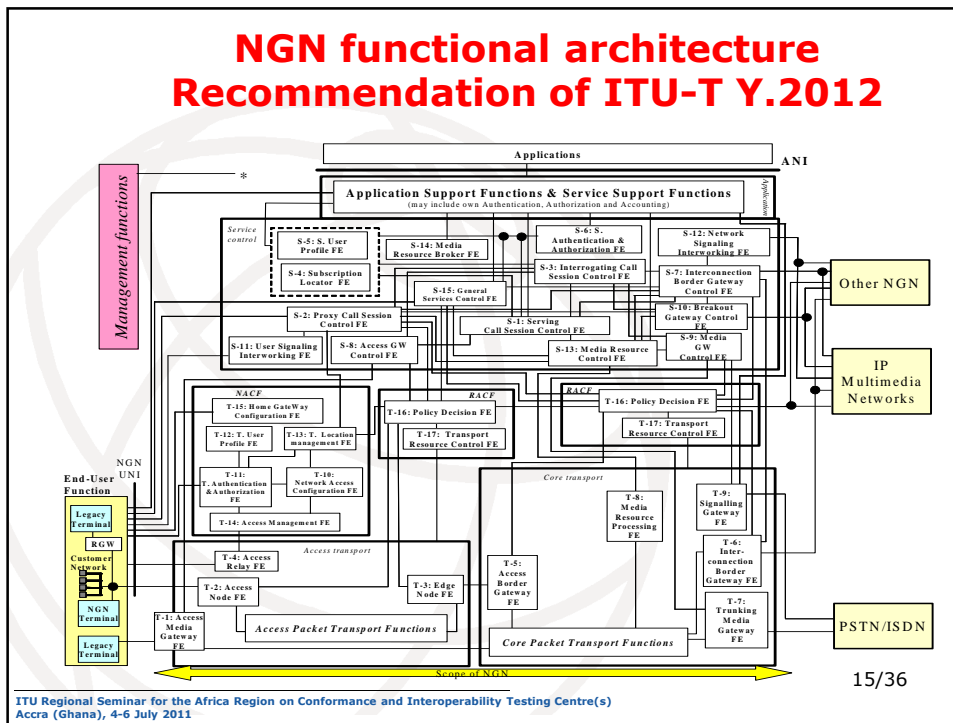 NGN functional architecture
Recommendation of ITU-T Y.2012
Applications
ANI
Management functions
*
Application Support Functions & Service Support Functions
(may include own Authentication, Authorization and Accounting)
Application
Service
control
S-5: S. User
Profile FE
S-4: Subscription
Locator FE
S-14: Media
Resource Broker FE
S-6: S.
Authentication &
Authorization FE
S-12: Network
Signaling
Interworking FE
S-3: Interrogating Call
Session Control FE
S-7: Interconnection
Border Gateway
Control FE
S-15: General
Services Control FE
S-10: Breakout
Gateway Control
FE
S-2: Proxy Call Session
Control FE
S-1: Serving
Call Session Control FE
S-11: User Signaling
Interworking FE
S-8: Access GW
Control FE
S-13: Media Resource
Control FE
S-9: Media
GW
Control FE
Other NGN
IP
Multimedia
Networks
NACF
T-15: Home GateWay
Configuration FE
T-12: T. User
Profile FE
T-13: T. Location
management FE
T-11:
T. Authentication
&Authorization
FE
T-10:
Network Access
Configuration FE
T-14: Access Management FE
RACF
T-16: Policy Decision FE
T-17: Transport
Resource Control FE
RACF
T-16: Policy Decision FE
T-17: Transport
Resource Control FE
NGN
UNI
End-User
Function
Legacy
Terminal
RGW
Customer
Network
NGN
Terminal
Legacy
Terminal
Access transport
T-4: Access
Relay FE
T-2: Access
Node FE
T-3: Edge
Node FE
T-1: Access
Media
Gateway
FE
Access Packet Transport Functions
Core transport
T-8:
Media
Resource
Processing
FE
T-9:
Signalling
Gateway
FE
T-5:
Access
Border
Gateway
FE
T-6:
Inter-
connection
Border
Gateway FE
T-7:
Trunking
Media
Gateway
FE
Core Packet Transport Functions
PSTN/ISDN
Scope of NGN
15/36
ITU Regional Seminar for the Africa Region on Conformance and Interoperability Testing Centre(s)
Accra (Ghana), 4-6 July 2011